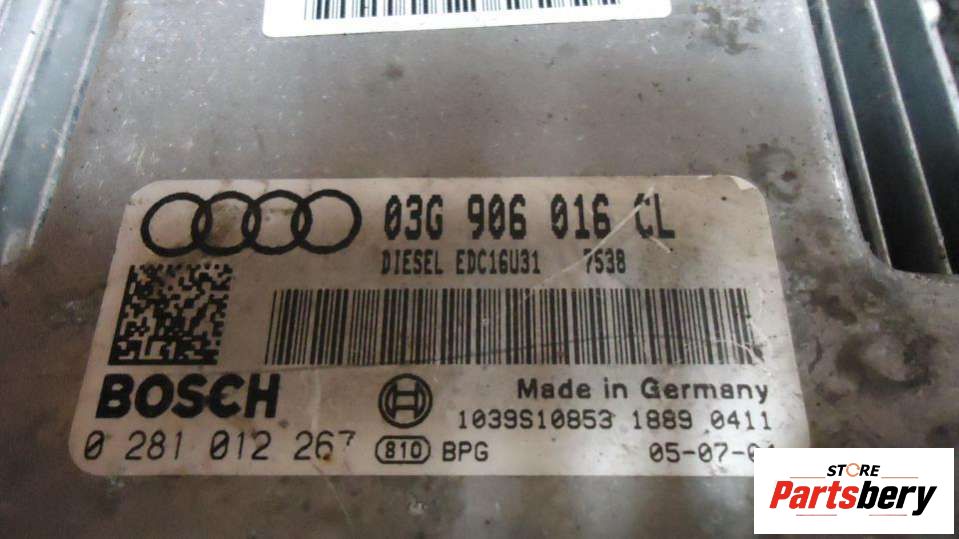 03G 906 016 CL
DIESEL EDC16U31 7538
BOSCH
Made in Germany
1039S10853 1889 0411
0 281 012 267 810 BPG
STORE
Partsbery